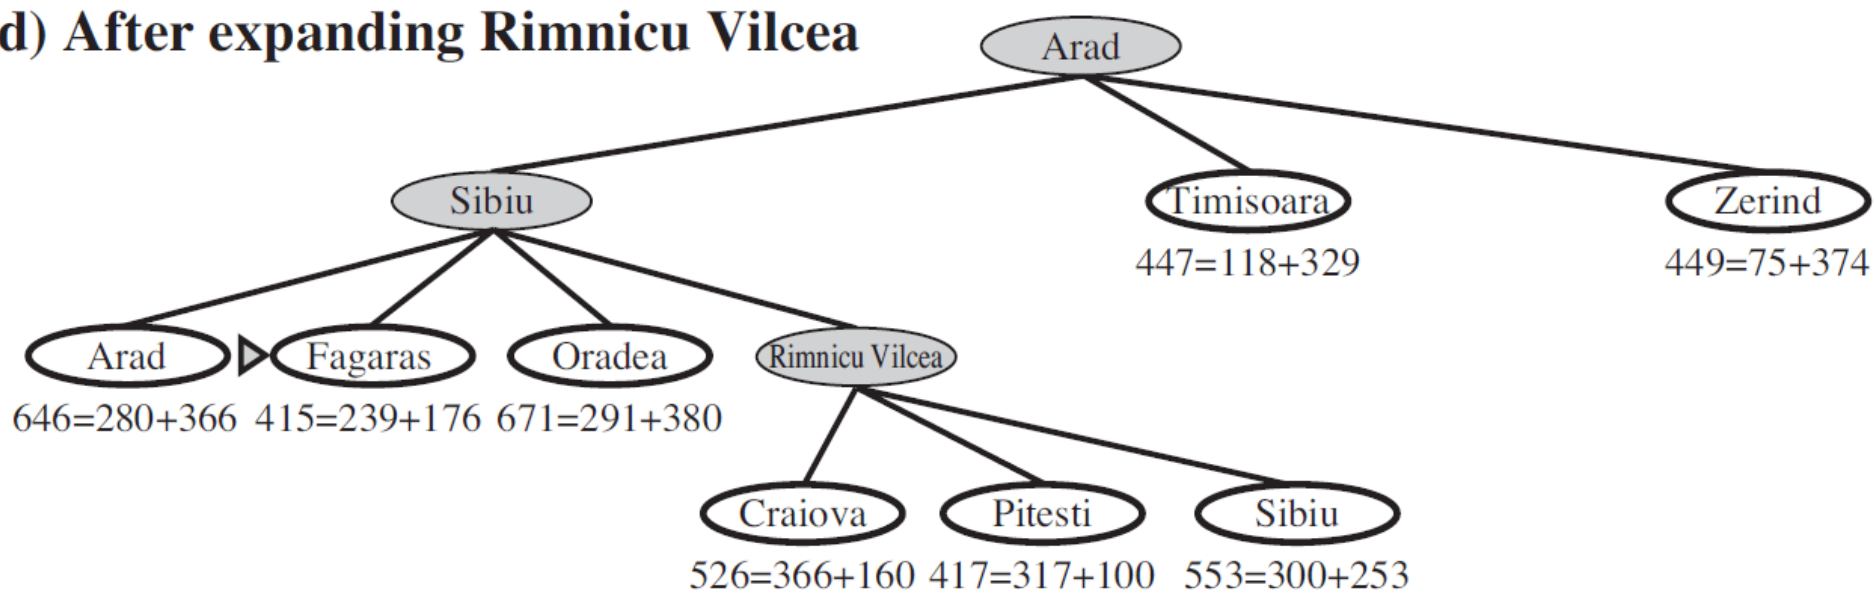 d) After expanding Rimnicu Vilcea
Arad
Sibiu
Timisoara
Zerind
447=118+329
449=75+374
Arad
Fagaras
Oradea
Rimnicu Vilcea
646=280+366
415=239+176
671=291+380
Craiova
Pitesti
Sibiu
526=366+160
417=317+100
553=300+253